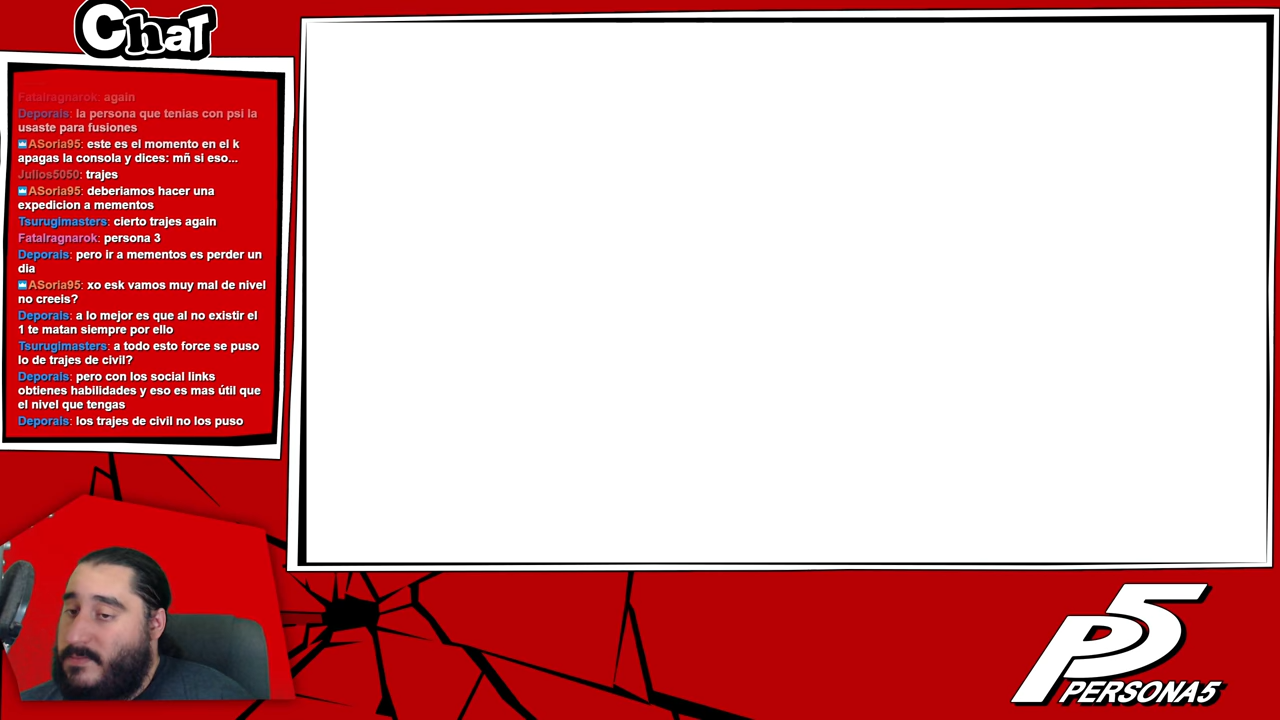 Chat
Fatalragnarok: again
Deporais: la persona que tenias con psi la
usaste para fusiones
ASoria95: este es el momento en el k
apagas la consola y dices: mñ si eso...
Julios5050: trajes
ASoria95: deberiamos hacer una
expedicion a mementos
Tsurugimasters: cierto trajes again
Fatalragnarok: persona 3
Deporais: pero ir a mementos es perder un
dia
ASoria95: xo esk vamos muy mal de nivel
no creeis?
Deporais: a lo mejor es que al no existir el
1 te matan siempre por ello
Tsurugimasters: a todo esto force se puso
lo de trajes de civil?
Deporais: pero con los social links
obtienes habilidades y eso es mas útil que
el nivel que tengas
Deporais: los trajes de civil no los puso
P5
PERSONA5